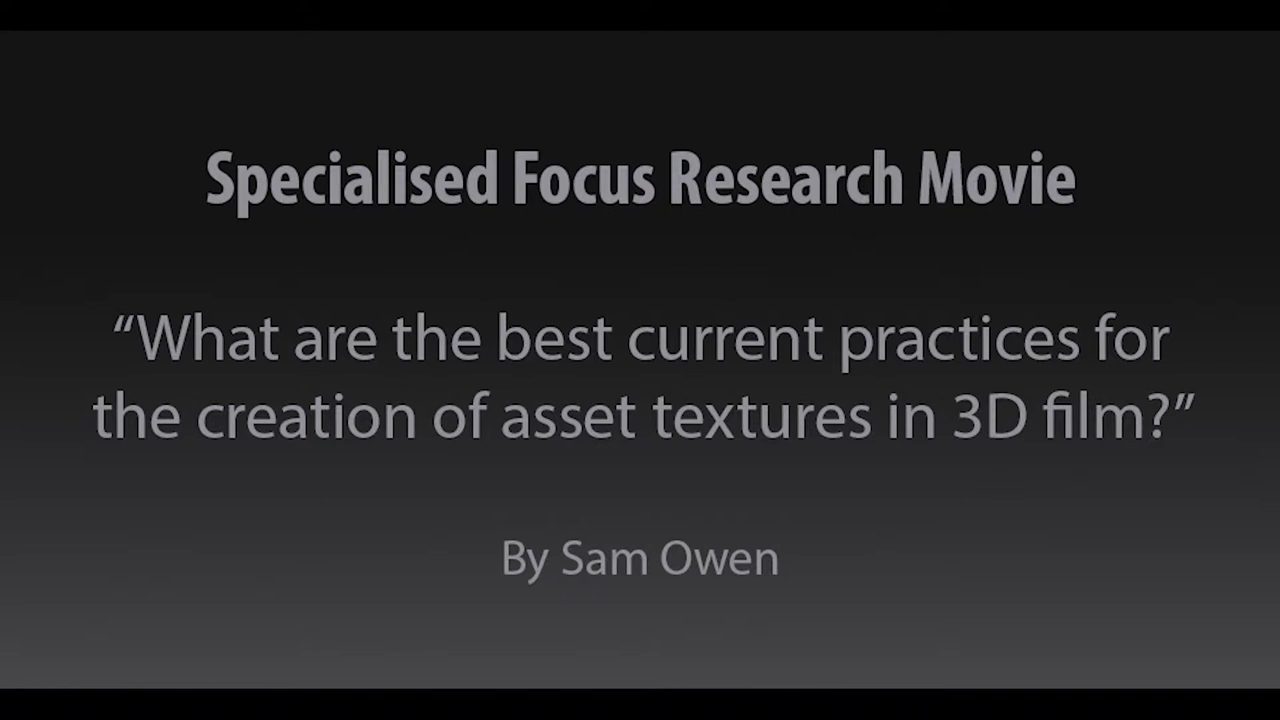 Specialised Focus Research Movie
“What are the best current practices for
the creation of asset textures in 3D film?”
By Sam Owen